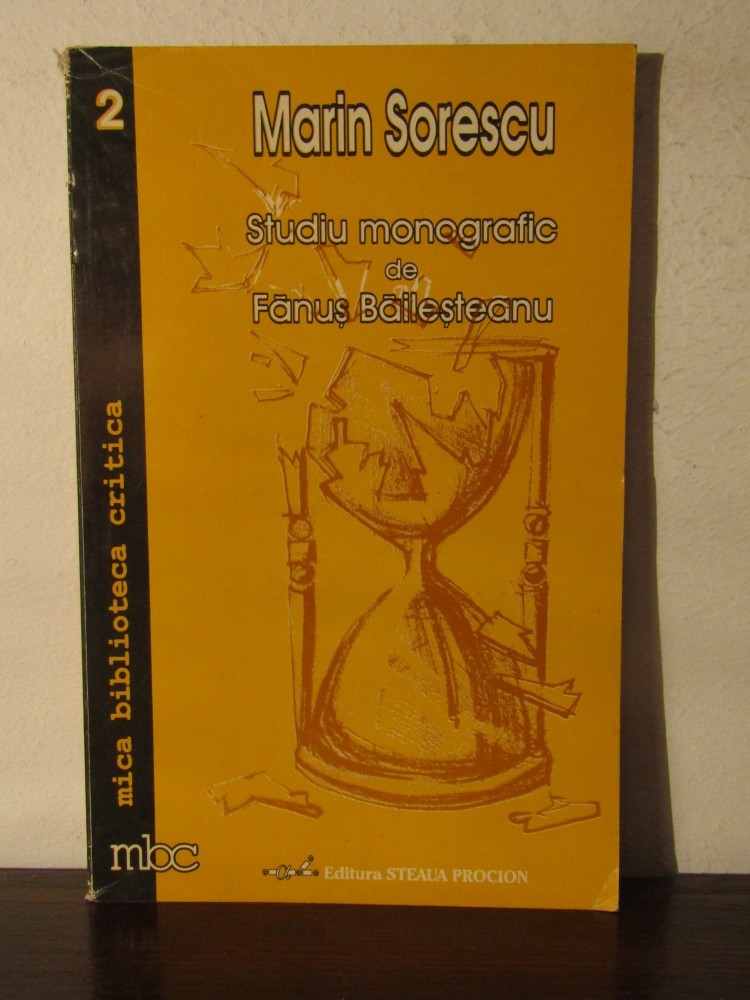 2
Marin Sorescu
Studiu monografic
de
Fănuș Băileșteanu
mica biblioteca critica
mbc
Editura STEAUA PROCION